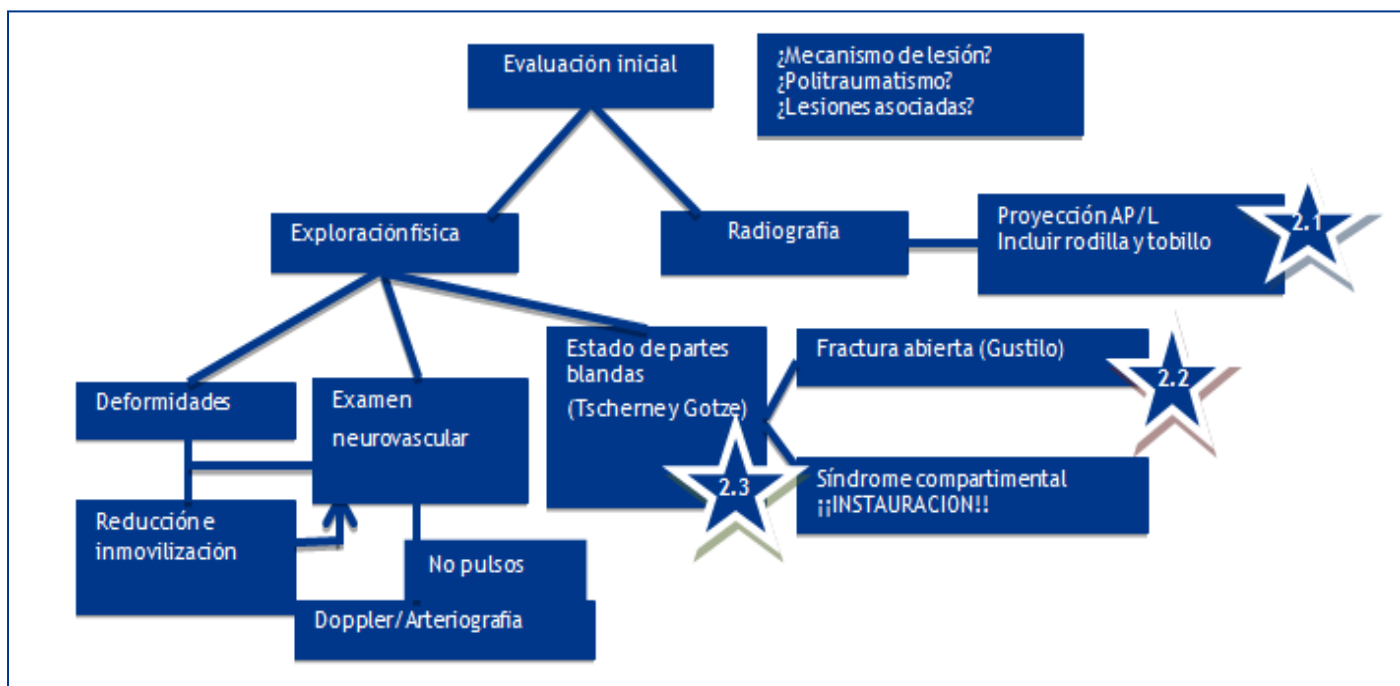 Evaluación inicial
¿Mecanismo de lesión?
¿Politraumatismo?
¿Lesiones asociadas?
Exploración física
Radiografia
Proyección AP/L
Incluir rodilla y tobillo
2.1
Deformidades
Examen
neurovascular
Estado de partes
blandas
(Tscherne y Gotze)
2.3
Fractura abierta (Gustilo)
2.2
Síndrome compartimental
¡¡INSTAURACION!!
Reducción e
inmovilización
No pulsos
Doppler/Arteriografia